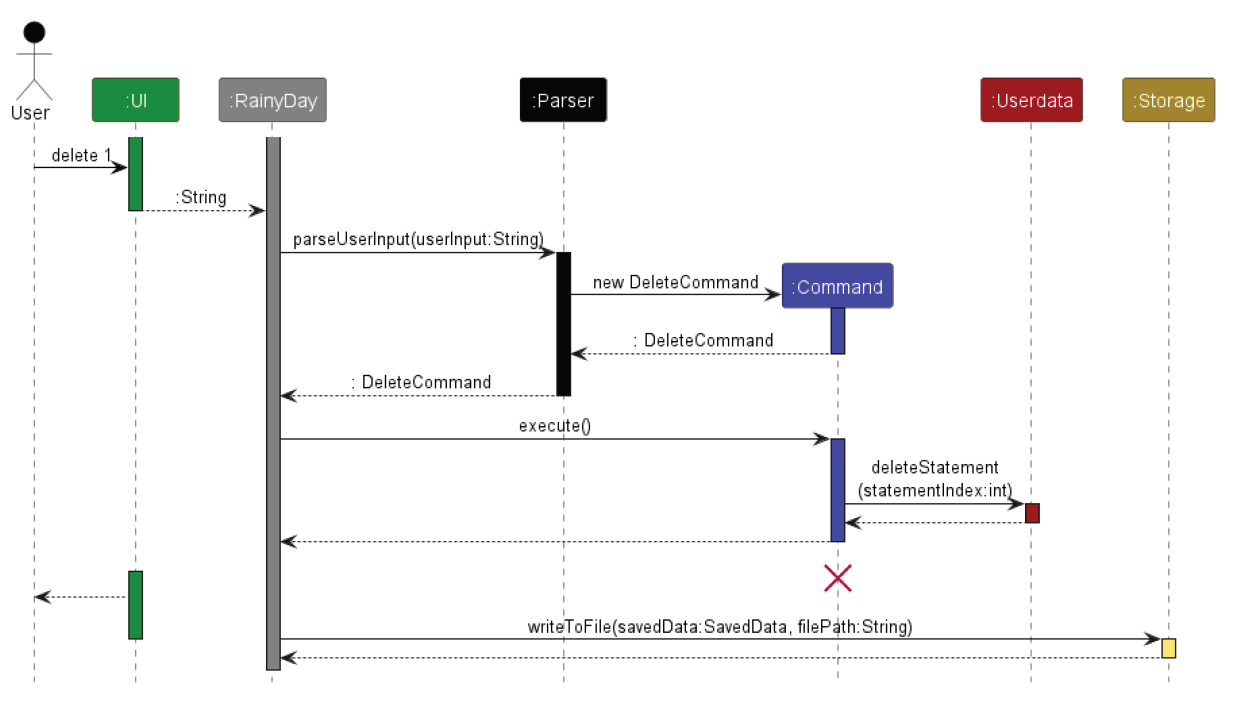 User
:UI
:RainyDay
:Parser
:Userdata
:Storage
delete 1
:String
parseUserInput(userInput:String)
new DeleteCommand
:Command
: DeleteCommand
: DeleteCommand
execute()
deleteStatement
(statementIndex:int)
writeToFile(savedData:SavedData, filePath:String)